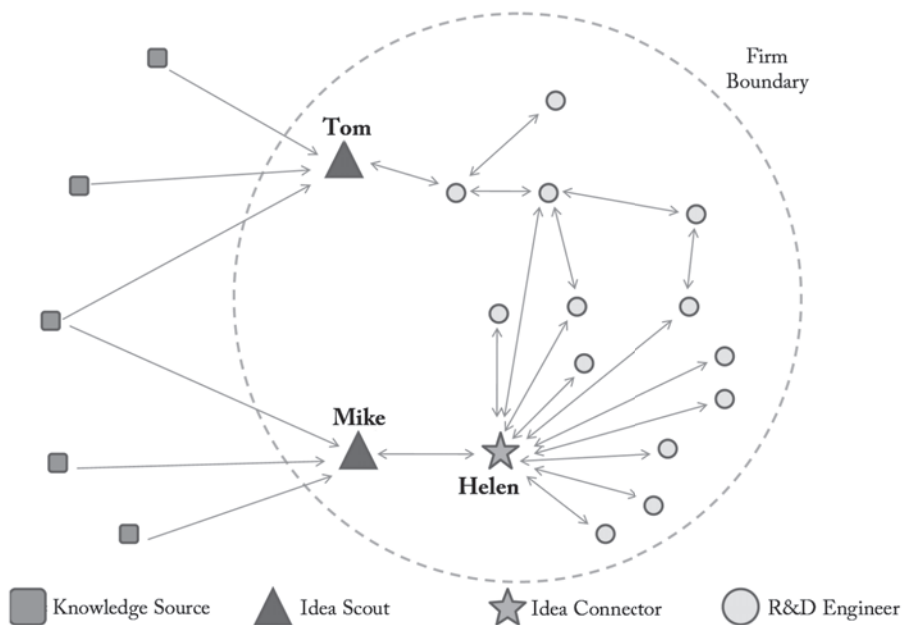 Firm
Boundary
Tom
Mike
Helen
Knowledge Source
Idea Scout
Idea Connector
R&D Engineer